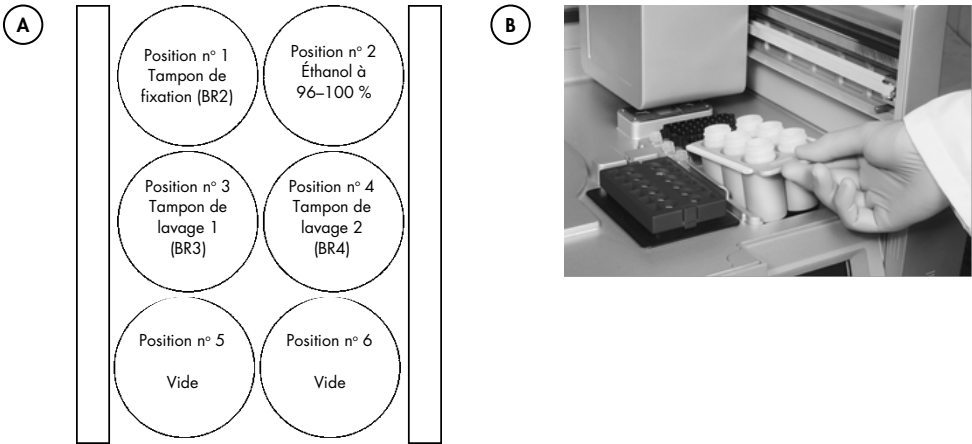 A
Position n° 1
Tampon de
fixation (BR2)
Position n° 2
Éthanol à
96–100 %
Position n° 3
Tampon de
lavage 1
(BR3)
Position n° 4
Tampon de
lavage 2
(BR4)
Position n° 5
Vide
Position n° 6
Vide
B